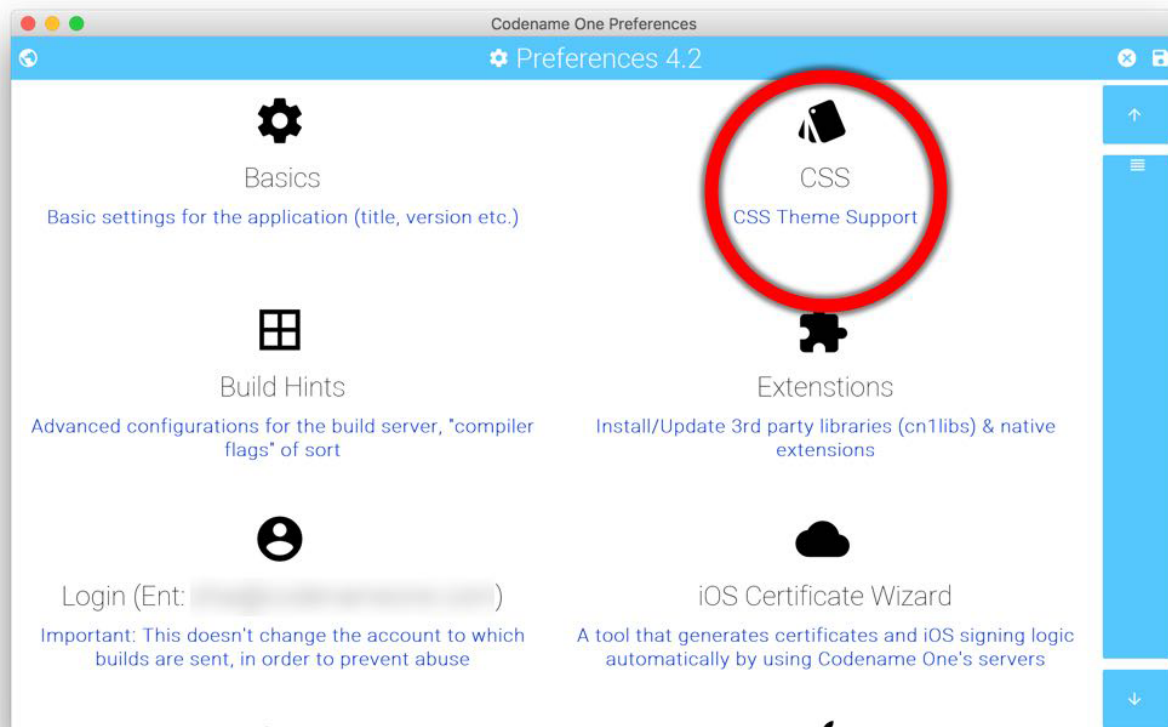 Codename One Preferences
Preferences 4.2
Basics
Basic settings for the application (title, version etc.)
CSS
CSS Theme Support
Build Hints
Advanced configurations for the build server, "compiler
flags" of sort
Extenstions
Install/Update 3rd party libraries (cn1libs) & native
extensions
Login (Ent: )
Important: This doesn't change the account to which
builds are sent, in order to prevent abuse
iOS Certificate Wizard
A tool that generates certificates and iOS signing logic
automatically by using Codename One's servers